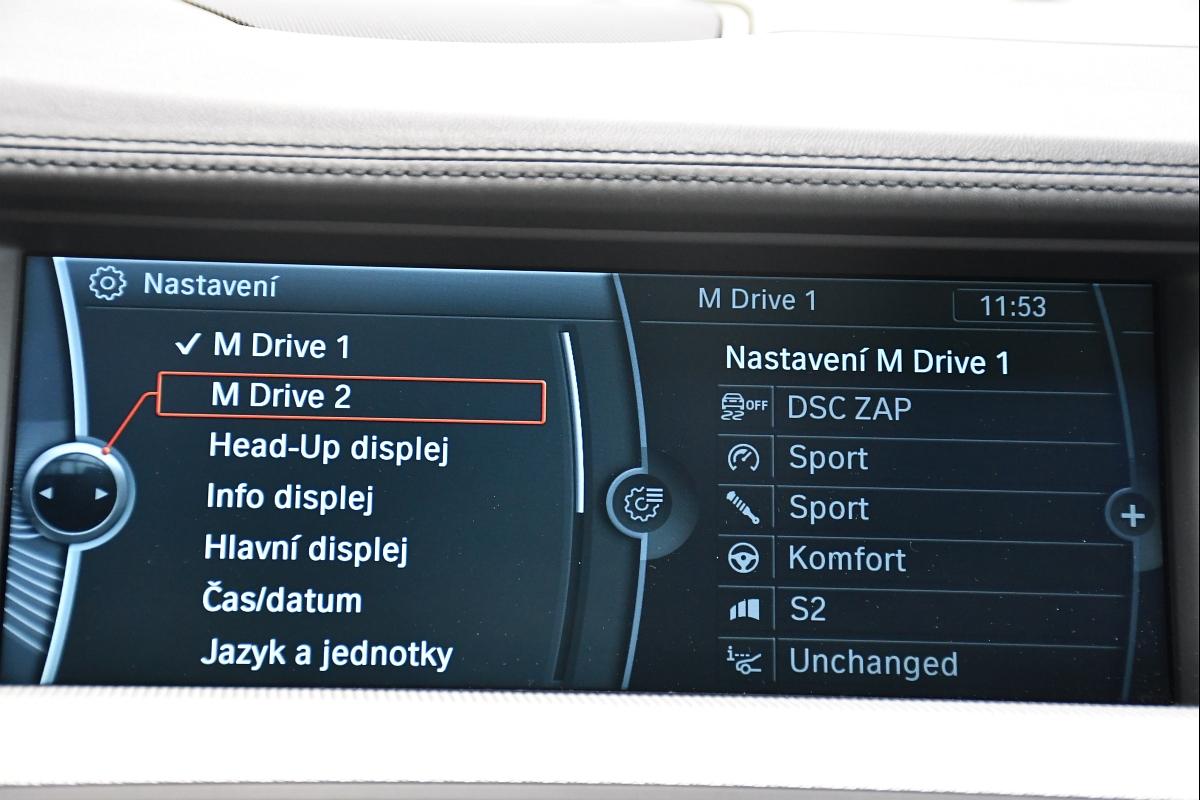 Nastavení
✓ M Drive 1
M Drive 2
Head-Up displej
Info displej
Hlavní displej
Čas/datum
Jazyk a jednotky
M Drive 1
11:53
Nastavení M Drive 1
OFF DSC ZAP
Sport
Sport
Komfort
S2
Unchanged